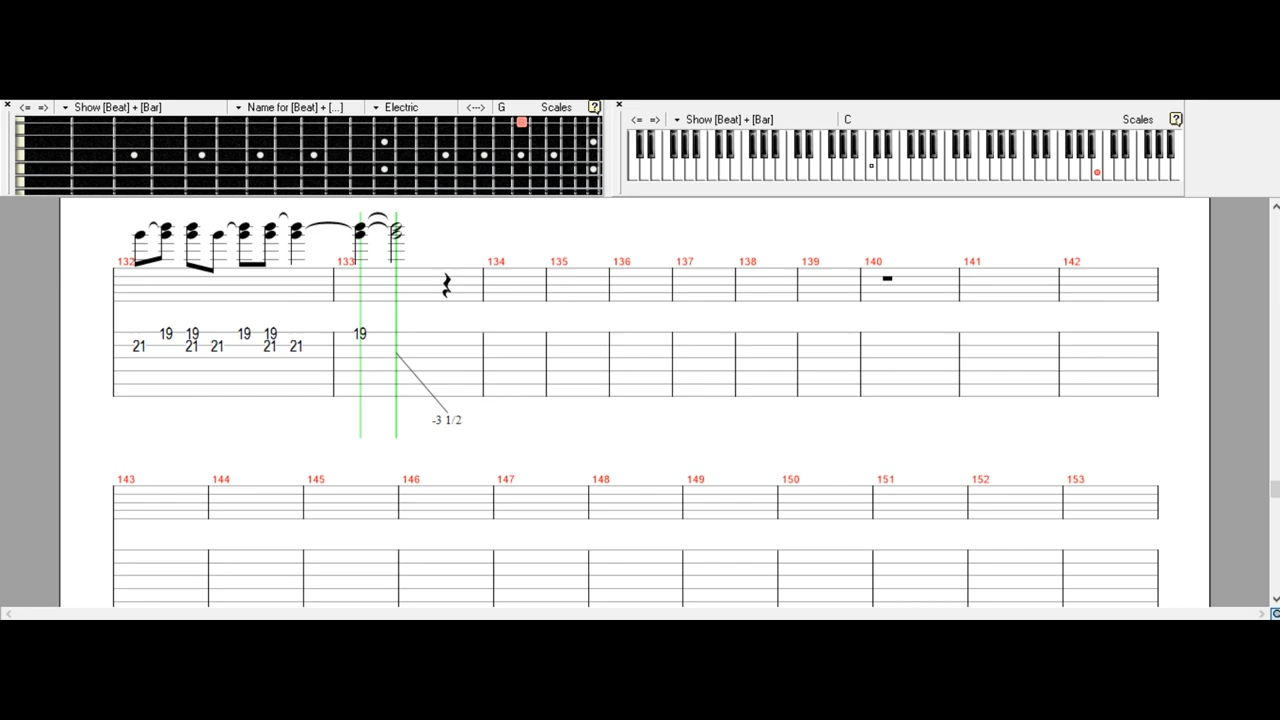 <= => Show [Beat] + [Bar] Name for [Beat] + [...] Electric <---> G Scales ?
<= => Show [Beat] + [Bar] C Scales ?
132 133 134 135 136 137 138 139 140 141 142
19 19 19 19 19
21 21 21 21 21
-3 1/2
143 144 145 146 147 148 149 150 151 152 153